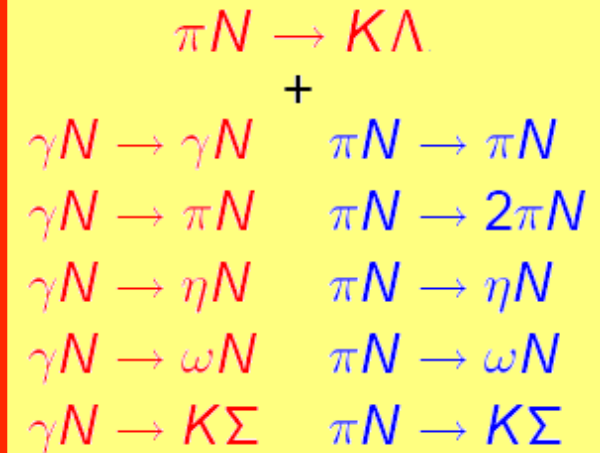 πN → KΛ
+
γN → γN πN → πN
γN → πN πN → 2πN
γN → ηN πN → ηN
γN → ωN πN → ωN
γN → KΣ πN → KΣ